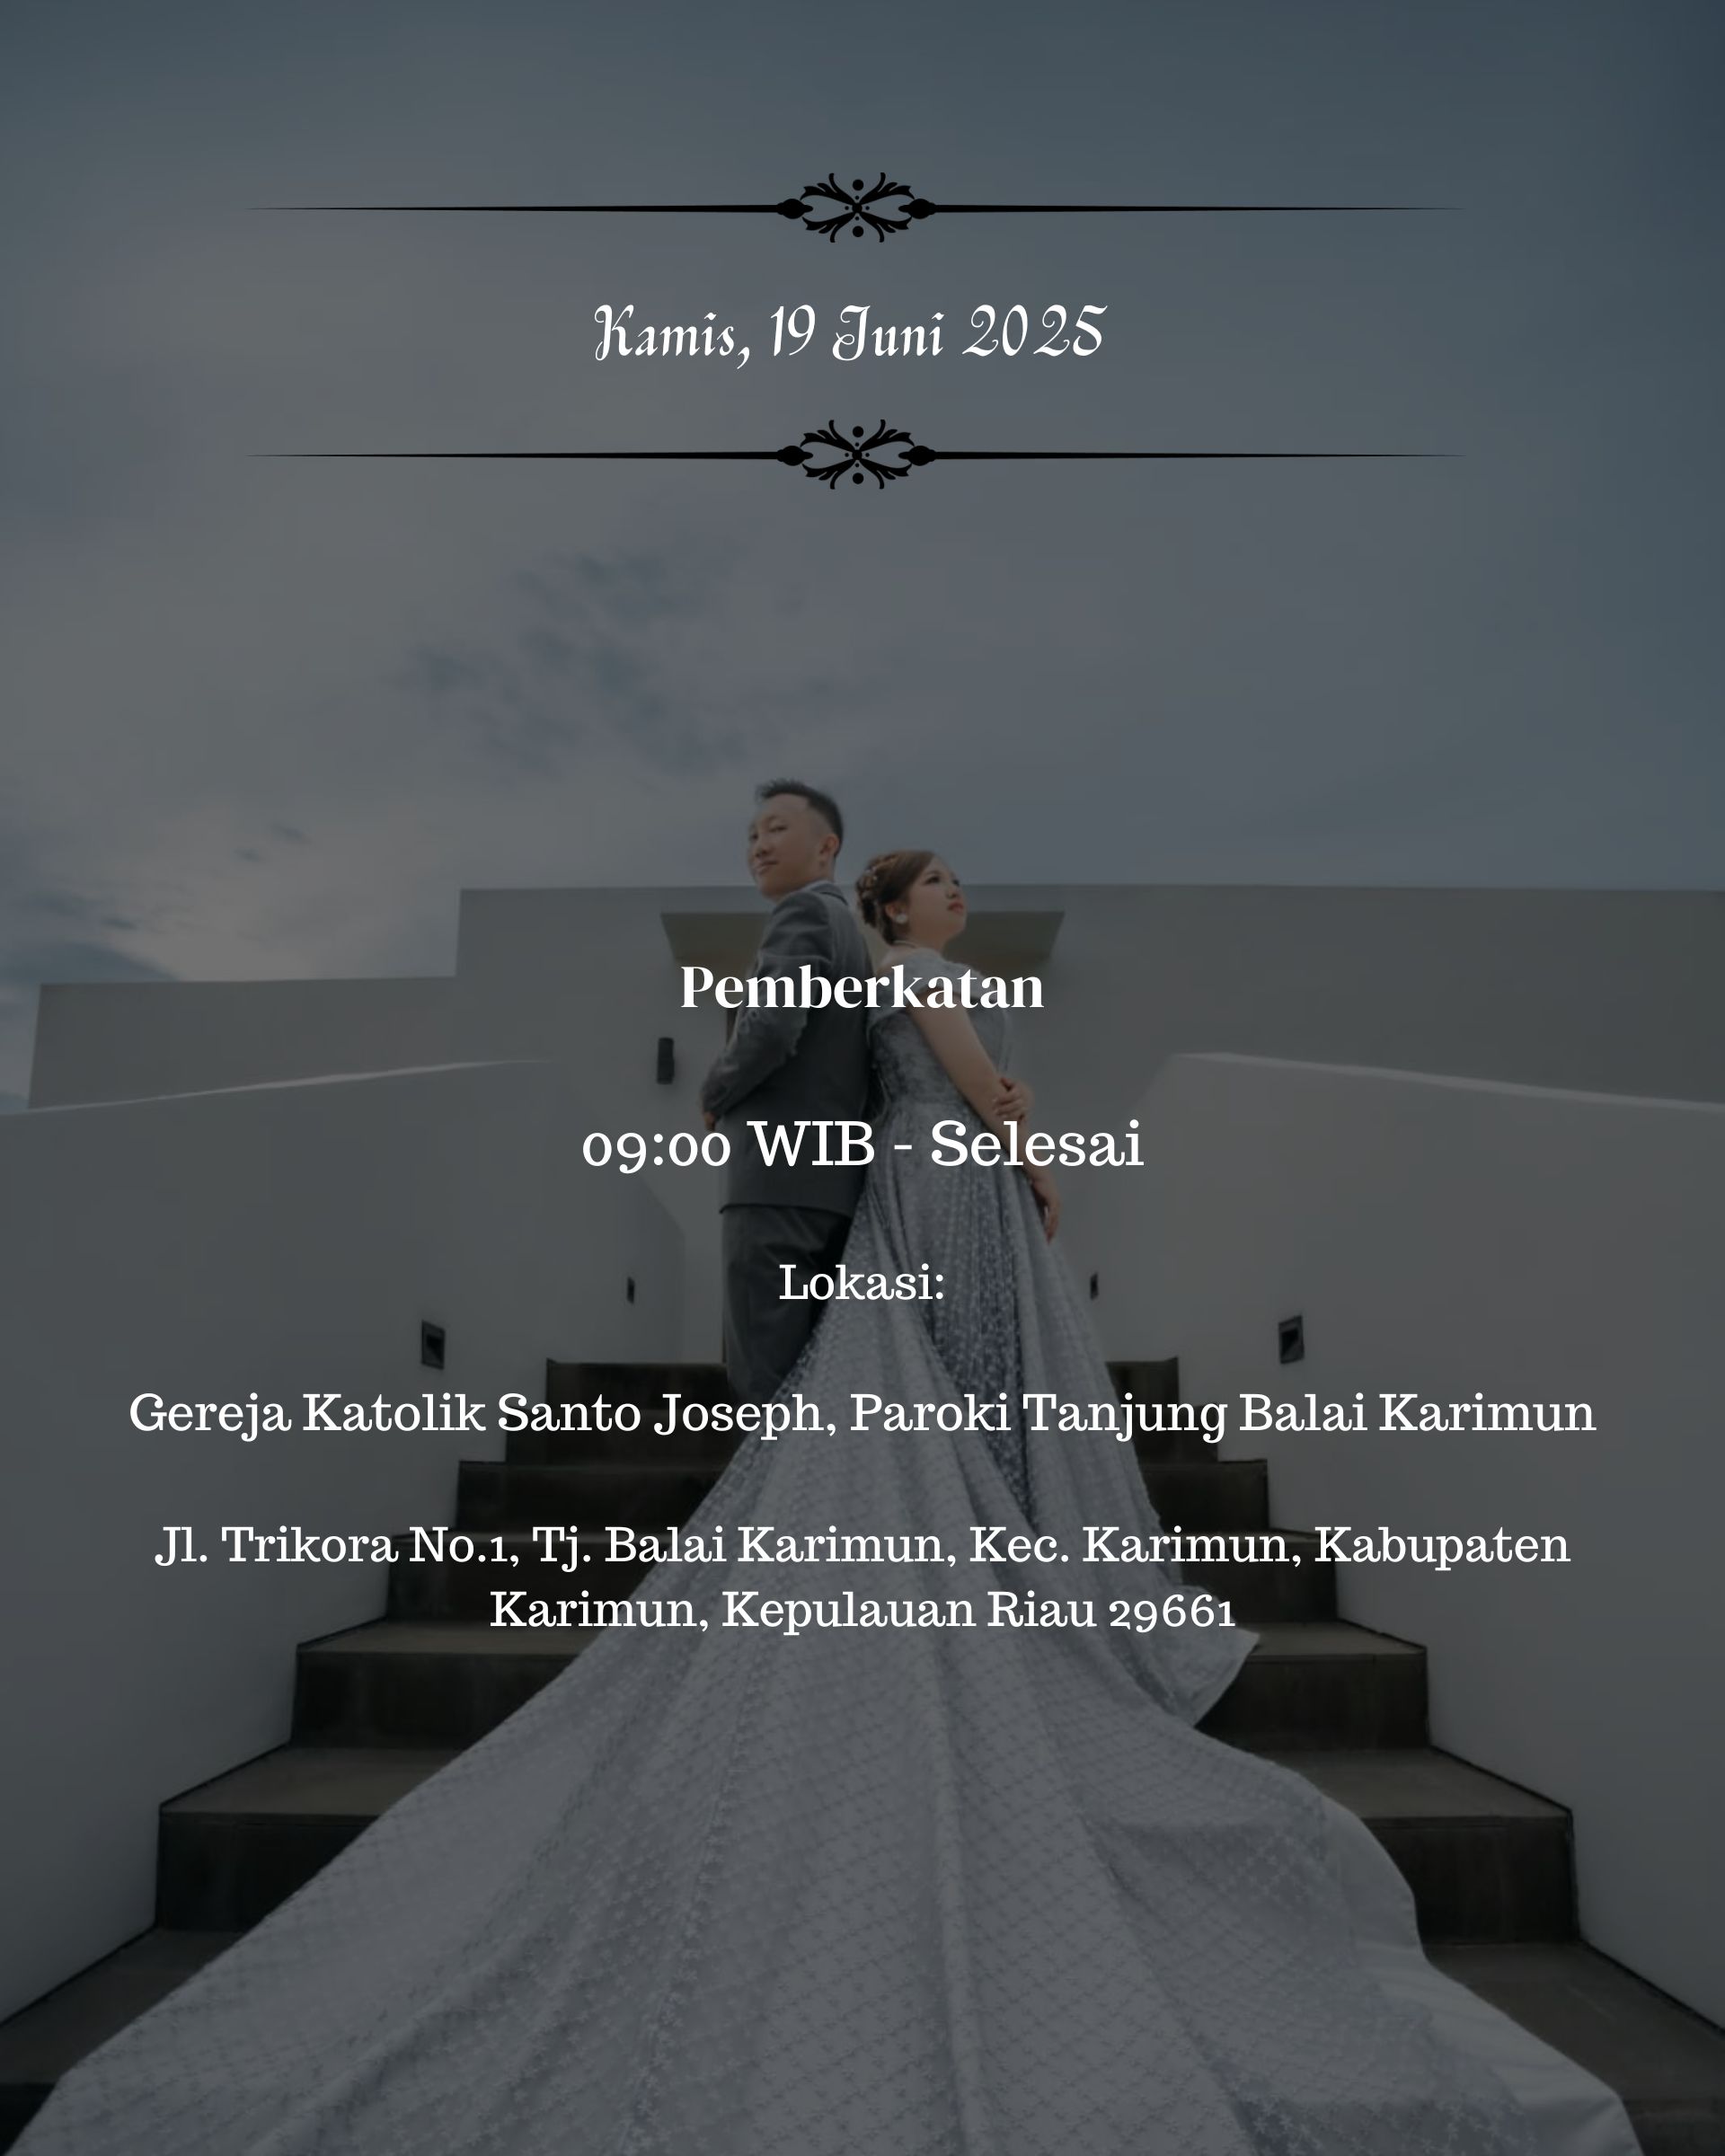 Kamis, 19 Juni 2025
Pemberkatan
09:00 WIB - Selesai
Lokasi:
Gereja Katolik Santo Joseph, Paroki Tanjung Balai Karimun
Jl. Trikora No.1, Tj. Balai Karimun, Kec. Karimun, Kabupaten
Karimun, Kepulauan Riau 29661